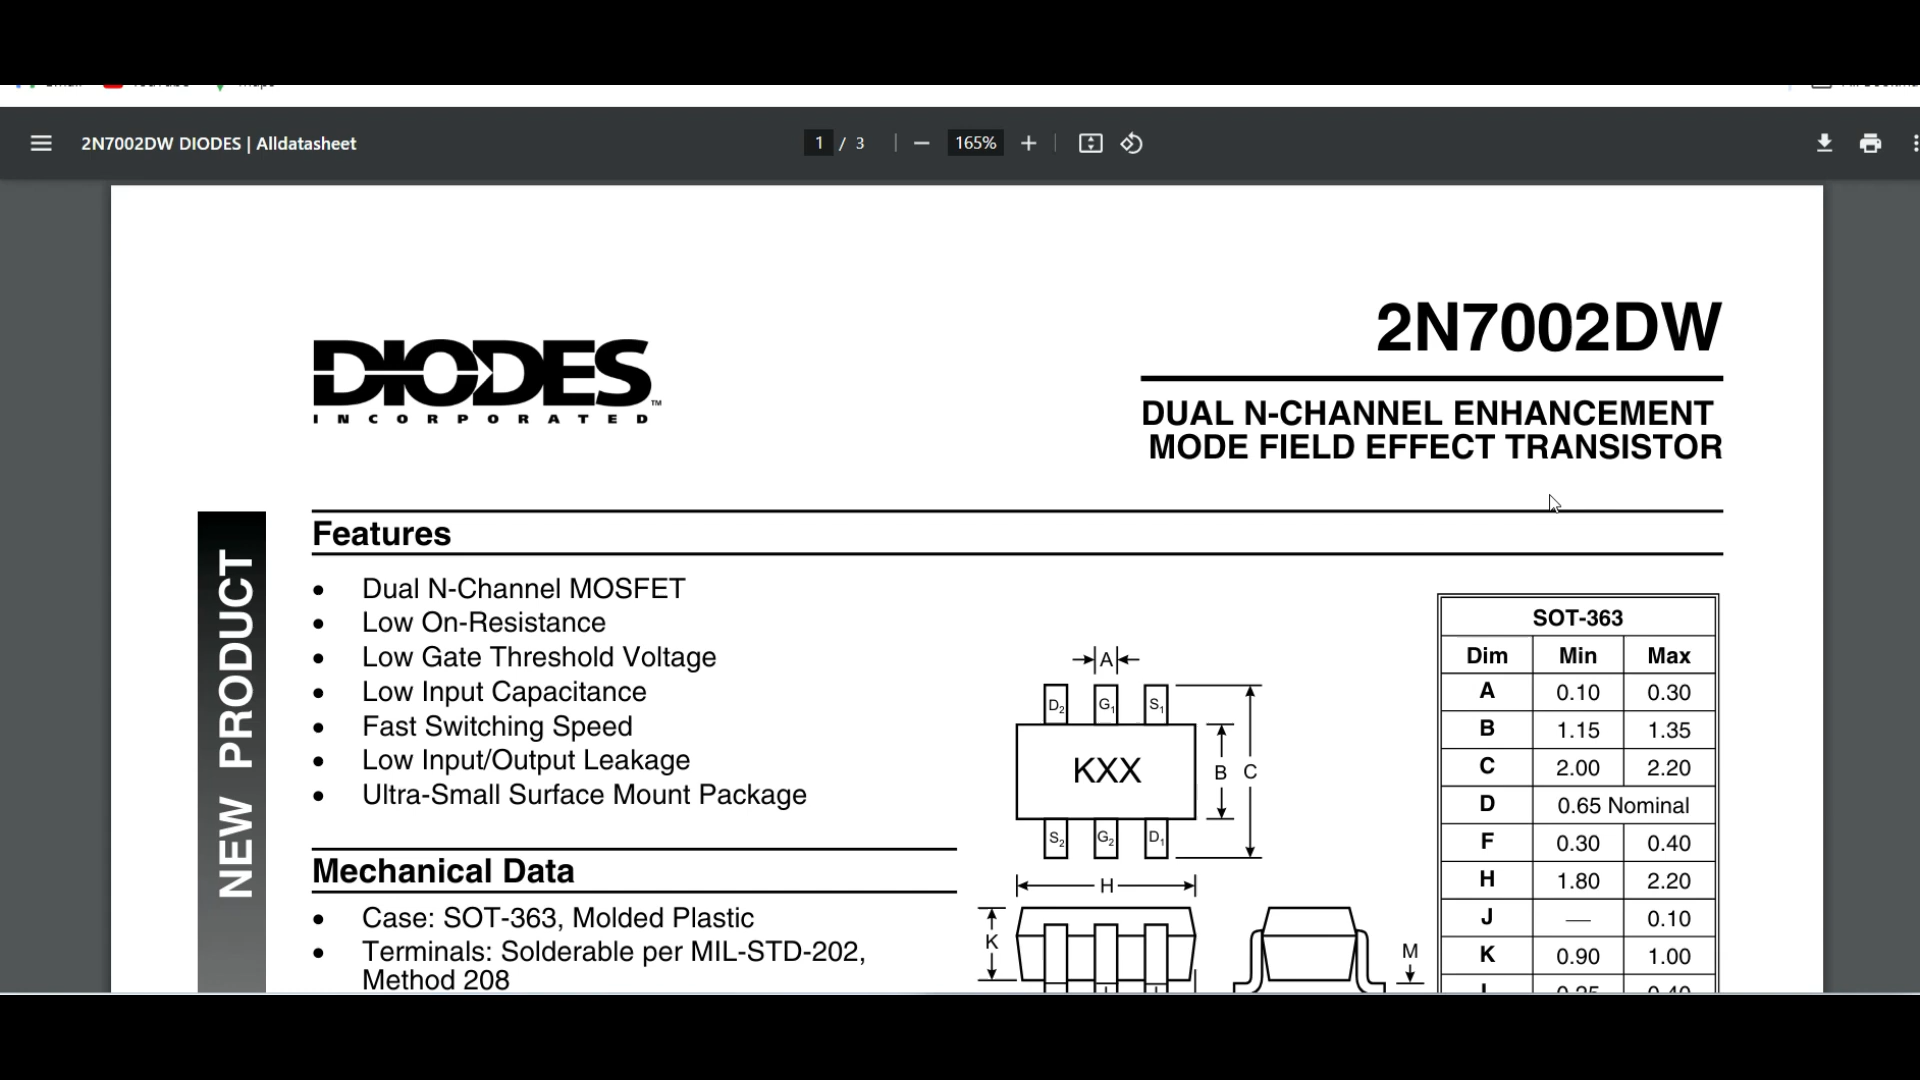 2N7002DW DIODES | Alldatasheet
1 / 3
165%
2N7002DW
DIODES™
INCORPORATED
DUAL N-CHANNEL ENHANCEMENT
MODE FIELD EFFECT TRANSISTOR
NEW PRODUCT
Features
• Dual N-Channel MOSFET
• Low On-Resistance
• Low Gate Threshold Voltage
• Low Input Capacitance
• Fast Switching Speed
• Low Input/Output Leakage
• Ultra-Small Surface Mount Package
Mechanical Data
• Case: SOT-363, Molded Plastic
• Terminals: Solderable per MIL-STD-202,
Method 208
A
D₂ G₁ S₁
KXX
B C
S₂ G₂ D₁
H
K
M
SOT-363
Dim Min Max
A 0.10 0.30
B 1.15 1.35
C 2.00 2.20
D 0.65 Nominal
F 0.30 0.40
H 1.80 2.20
J — 0.10
K 0.90 1.00